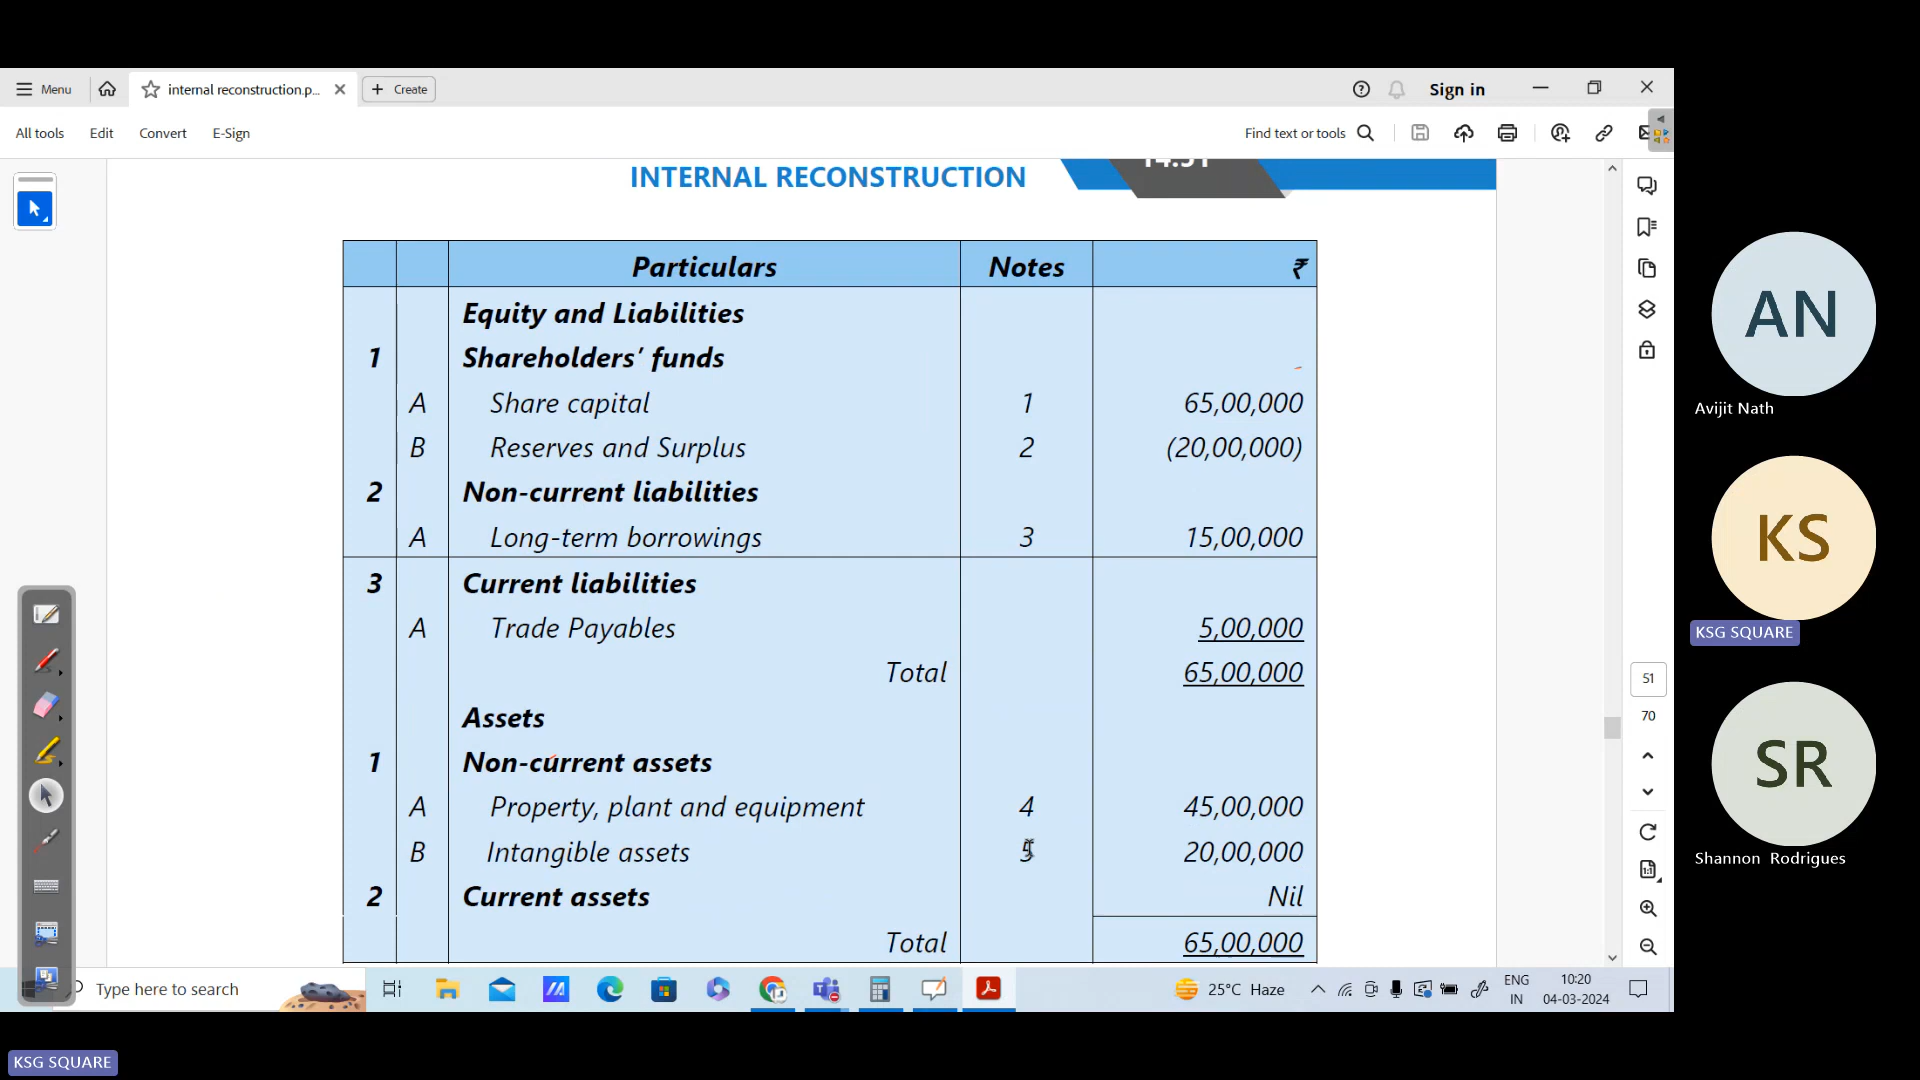 Menu
internal reconstruction.p...
Create
Sign in
All tools
Edit
Convert
E-Sign
Find text or tools
INTERNAL RECONSTRUCTION
Particulars Notes ₹
Equity and Liabilities
1 Shareholders' funds
A Share capital 1 65,00,000
B Reserves and Surplus 2 (20,00,000)
2 Non-current liabilities
A Long-term borrowings 3 15,00,000
3 Current liabilities
A Trade Payables 5,00,000
Total 65,00,000
Assets
1 Non-current assets
A Property, plant and equipment 4 45,00,000
B Intangible assets 5 20,00,000
2 Current assets Nil
Total 65,00,000
51
70
1:1
AN
Avijit Nath
KS
KSG SQUARE
SR
Shannon Rodrigues
Type here to search
25°C Haze
ENG
IN
10:20
04-03-2024
KSG SQUARE